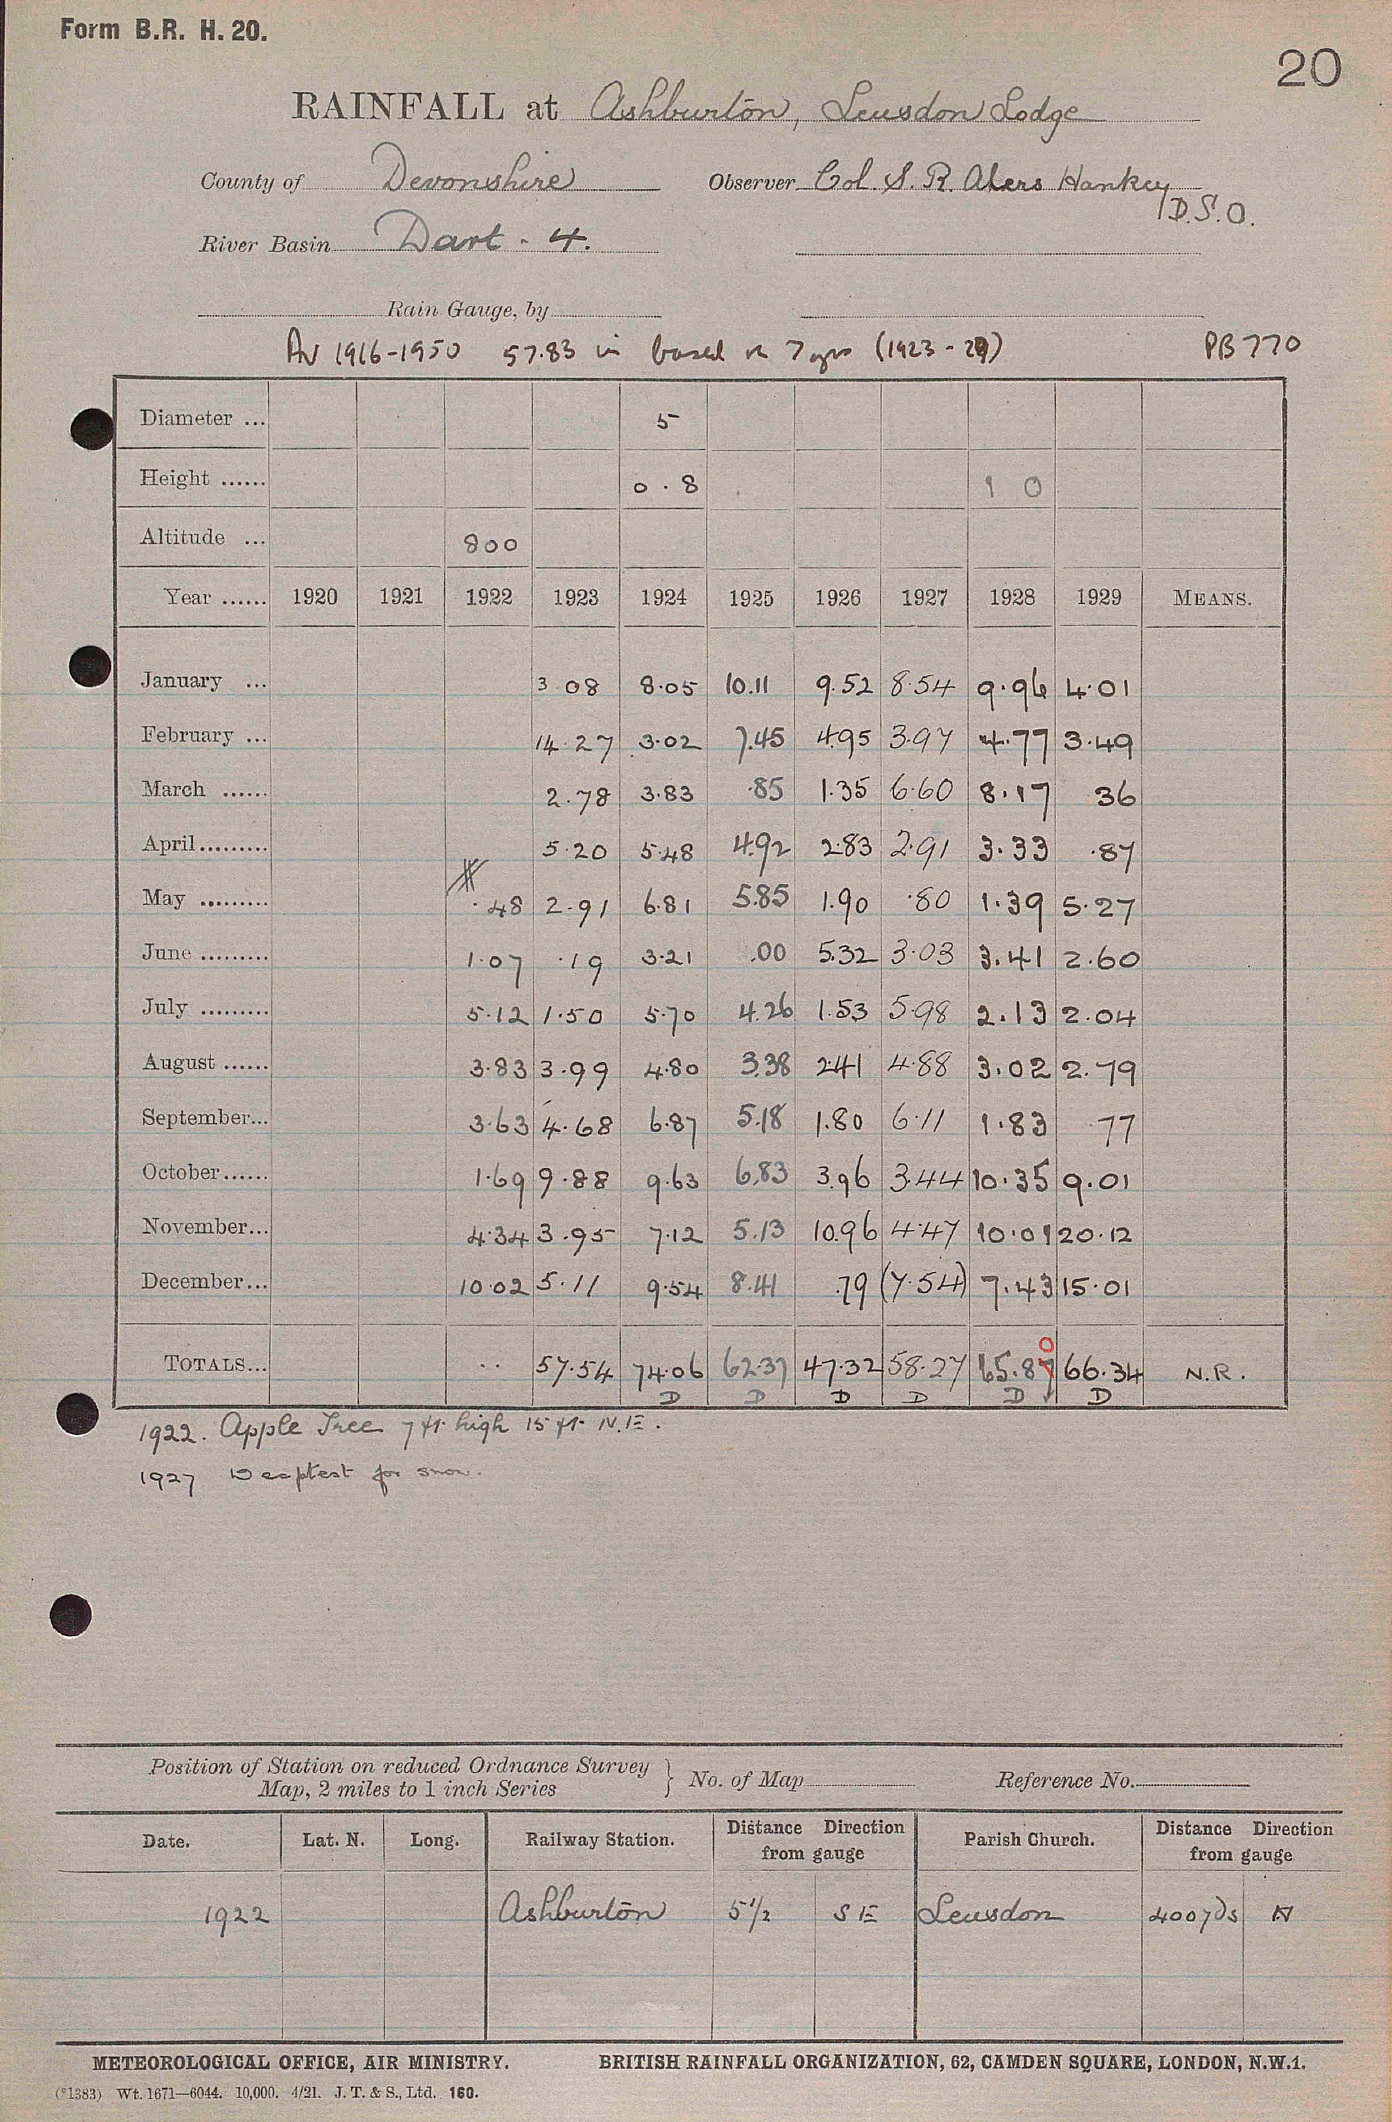 Form B.R. H. 20.
20
RAINFALL at Ashburton, Leusdon Lodge
County of Devonshire Observer Col. S. R. Alers Hankey
D.S.O.
River Basin Dart - 4.
Rain Gauge, by
Av 1916-1950 57.83 in based on 7 yrs (1923-29) PB770
Diameter ... 5
Height ...... 0.8 1 0
Altitude ... 800
Year ...... 1920 1921 1922 1923 1924 1925 1926 1927 1928 1929 MEANS.
January ... 3.08 8.05 10.11 9.52 8.54 9.96 4.01
February ... 14.27 3.02 7.45 4.95 3.97 4.77 3.49
March ...... 2.78 3.83 .85 1.35 6.60 8.17 36
April......... 5.20 5.48 4.92 2.83 2.91 3.33 .87
May ......... .48 2.91 6.81 5.85 1.90 .80 1.39 5.27
June ......... 1.07 .19 3.21 .00 5.32 3.03 3.41 2.60
July ......... 5.12 1.50 5.70 4.26 1.53 5.98 2.13 2.04
August ...... 3.83 3.99 4.80 3.38 2.41 4.88 3.02 2.79
September... 3.63 4.68 6.87 5.18 1.80 6.11 1.83 .77
October...... 1.69 9.88 9.63 6.83 3.96 3.44 10.35 9.01
November... 4.34 3.95 7.12 5.13 10.96 4.47 10.01 20.12
December... 10.02 5.11 9.54 8.41 .79 (7.54) 7.43 15.01
0
TOTALS... .. 57.54 74.06 62.37 47.32 58.27 65.87 66.34 N.R.
D D D D D D
1922. Apple Tree 7 ft. high 15 ft. N.E.
1927 for snow.
Position of Station on reduced Ordnance Survey
Map, 2 miles to 1 inch Series } No. of Map Reference No.
Date. Lat. N. Long. Railway Station. Distance Direction from gauge Parish Church. Distance Direction from gauge
1922 Ashburton 5½ SE Leusdon 400yds N
METEOROLOGICAL OFFICE, AIR MINISTRY. BRITISH RAINFALL ORGANIZATION, 62, CAMDEN SQUARE, LONDON, N.W.1.
(*1383) Wt. 1671—6044. 10,000. 4/21. J. T. & S., Ltd. 160.